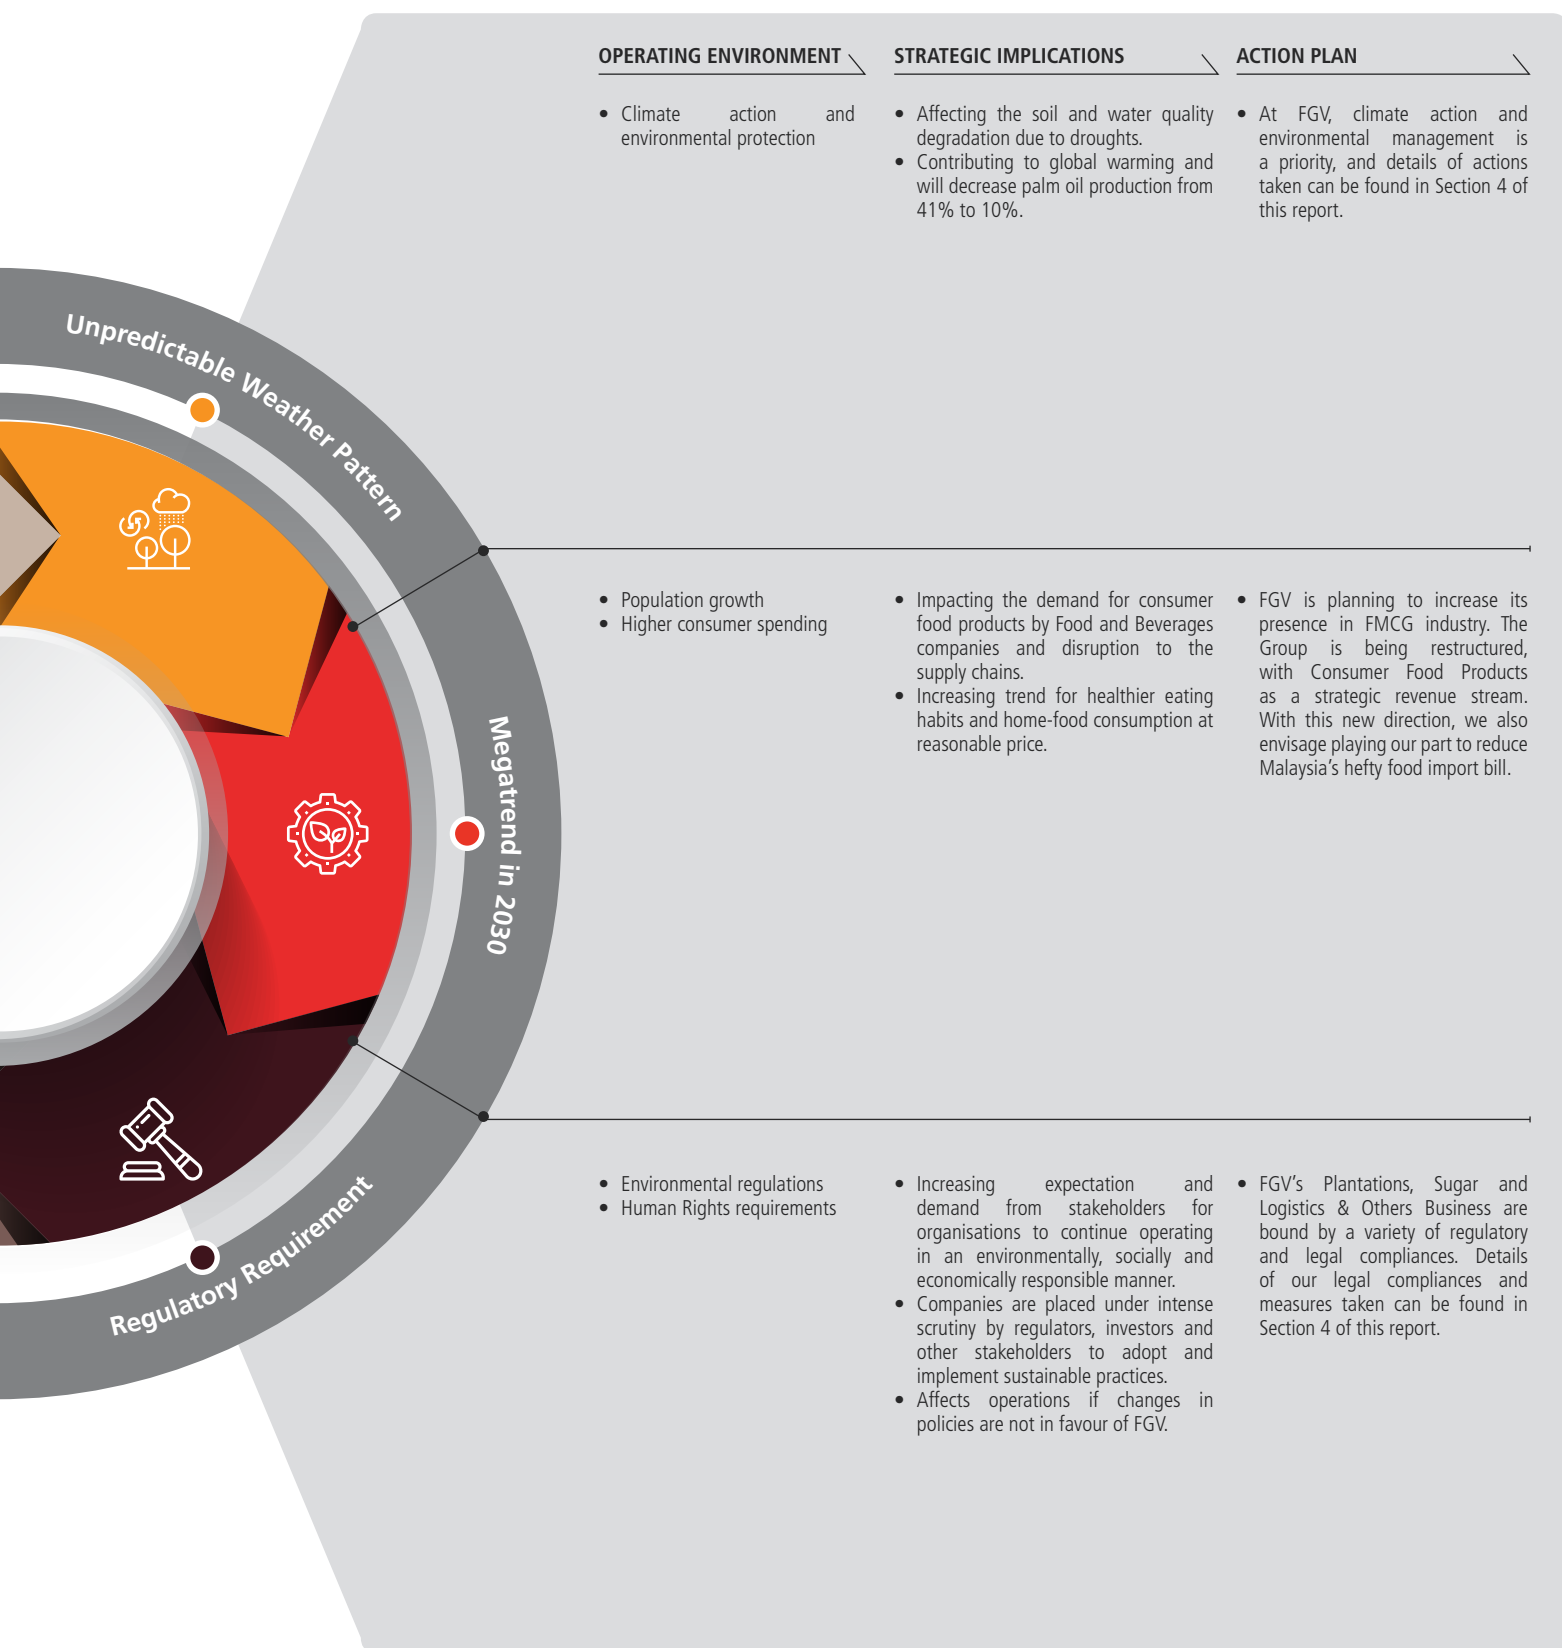 OPERATING ENVIRONMENT
STRATEGIC IMPLICATIONS
ACTION PLAN
Unpredictable Weather Pattern
• Climate action and
environmental protection
• Affecting the soil and water quality
degradation due to droughts.
• Contributing to global warming and
will decrease palm oil production from
41% to 10%.
• At FGV, climate action and
environmental management is
a priority, and details of actions
taken can be found in Section 4 of
this report.
Megatrend in 2030
• Population growth
• Higher consumer spending
• Impacting the demand for consumer
food products by Food and Beverages
companies and disruption to the
supply chains.
• Increasing trend for healthier eating
habits and home-food consumption at
reasonable price.
• FGV is planning to increase its
presence in FMCG industry. The
Group is being restructured,
with Consumer Food Products
as a strategic revenue stream.
With this new direction, we also
envisage playing our part to reduce
Malaysia's hefty food import bill.
Regulatory Requirement
• Environmental regulations
• Human Rights requirements
• Increasing expectation and
demand from stakeholders for
organisations to continue operating
in an environmentally, socially and
economically responsible manner.
• Companies are placed under intense
scrutiny by regulators, investors and
other stakeholders to adopt and
implement sustainable practices.
• Affects operations if changes in
policies are not in favour of FGV.
• FGV's Plantations, Sugar and
Logistics & Others Business are
bound by a variety of regulatory
and legal compliances. Details
of our legal compliances and
measures taken can be found in
Section 4 of this report.